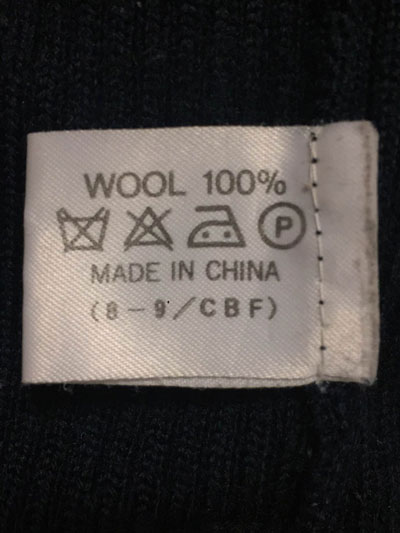 WOOL 100%
P
MADE IN CHINA
(8-9/CBF)